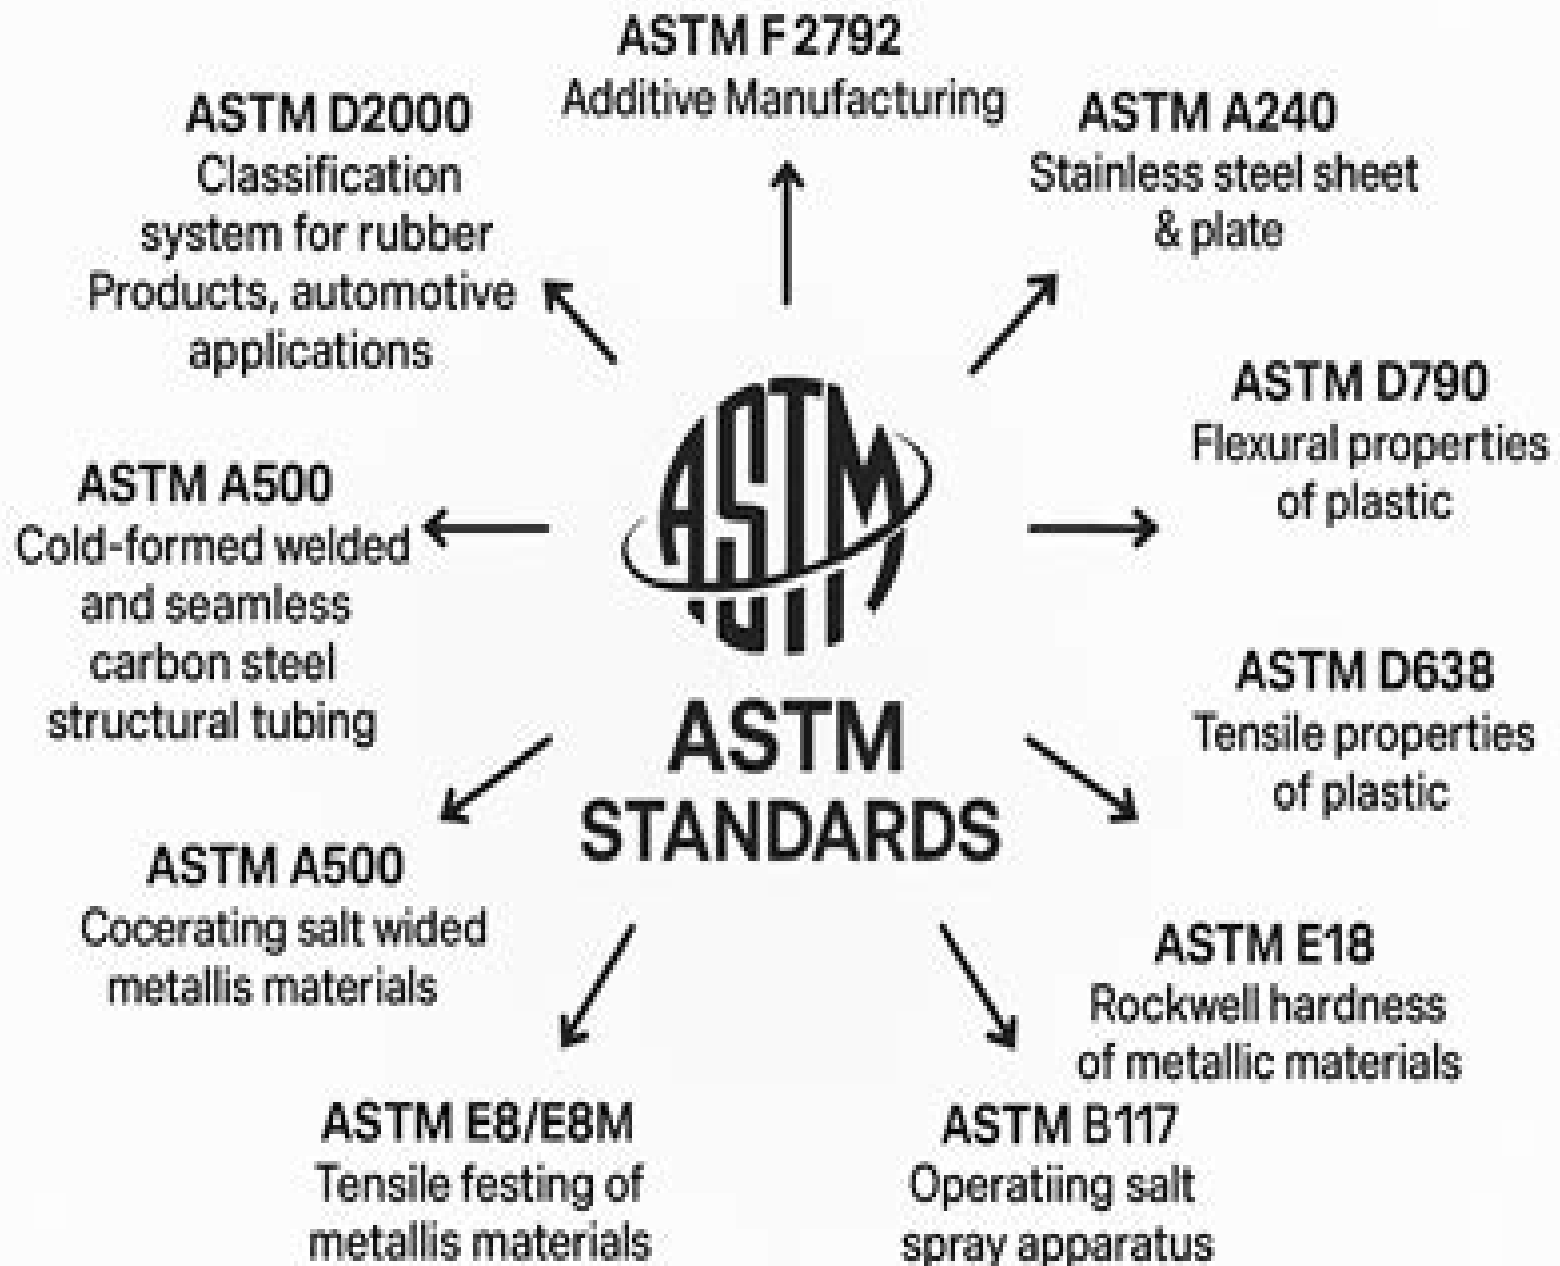 ASTM F2792
Additive Manufacturing
ASTM D2000
Classification
system for rubber
Products, automotive
applications
ASTM A240
Stainless steel sheet
& plate
ASTM D790
Flexural properties
of plastic
ASTM A500
Cold-formed welded
and seamless
carbon steel
structural tubing
ASTM
ASTM
STANDARDS
ASTM D638
Tensile properties
of plastic
ASTM A500
Cocerating salt wided
metallis materials
ASTM E18
Rockwell hardness
of metallic materials
ASTM E8/E8M
Tensile festing of
metallis materials
ASTM B117
Operatiing salt
spray apparatus